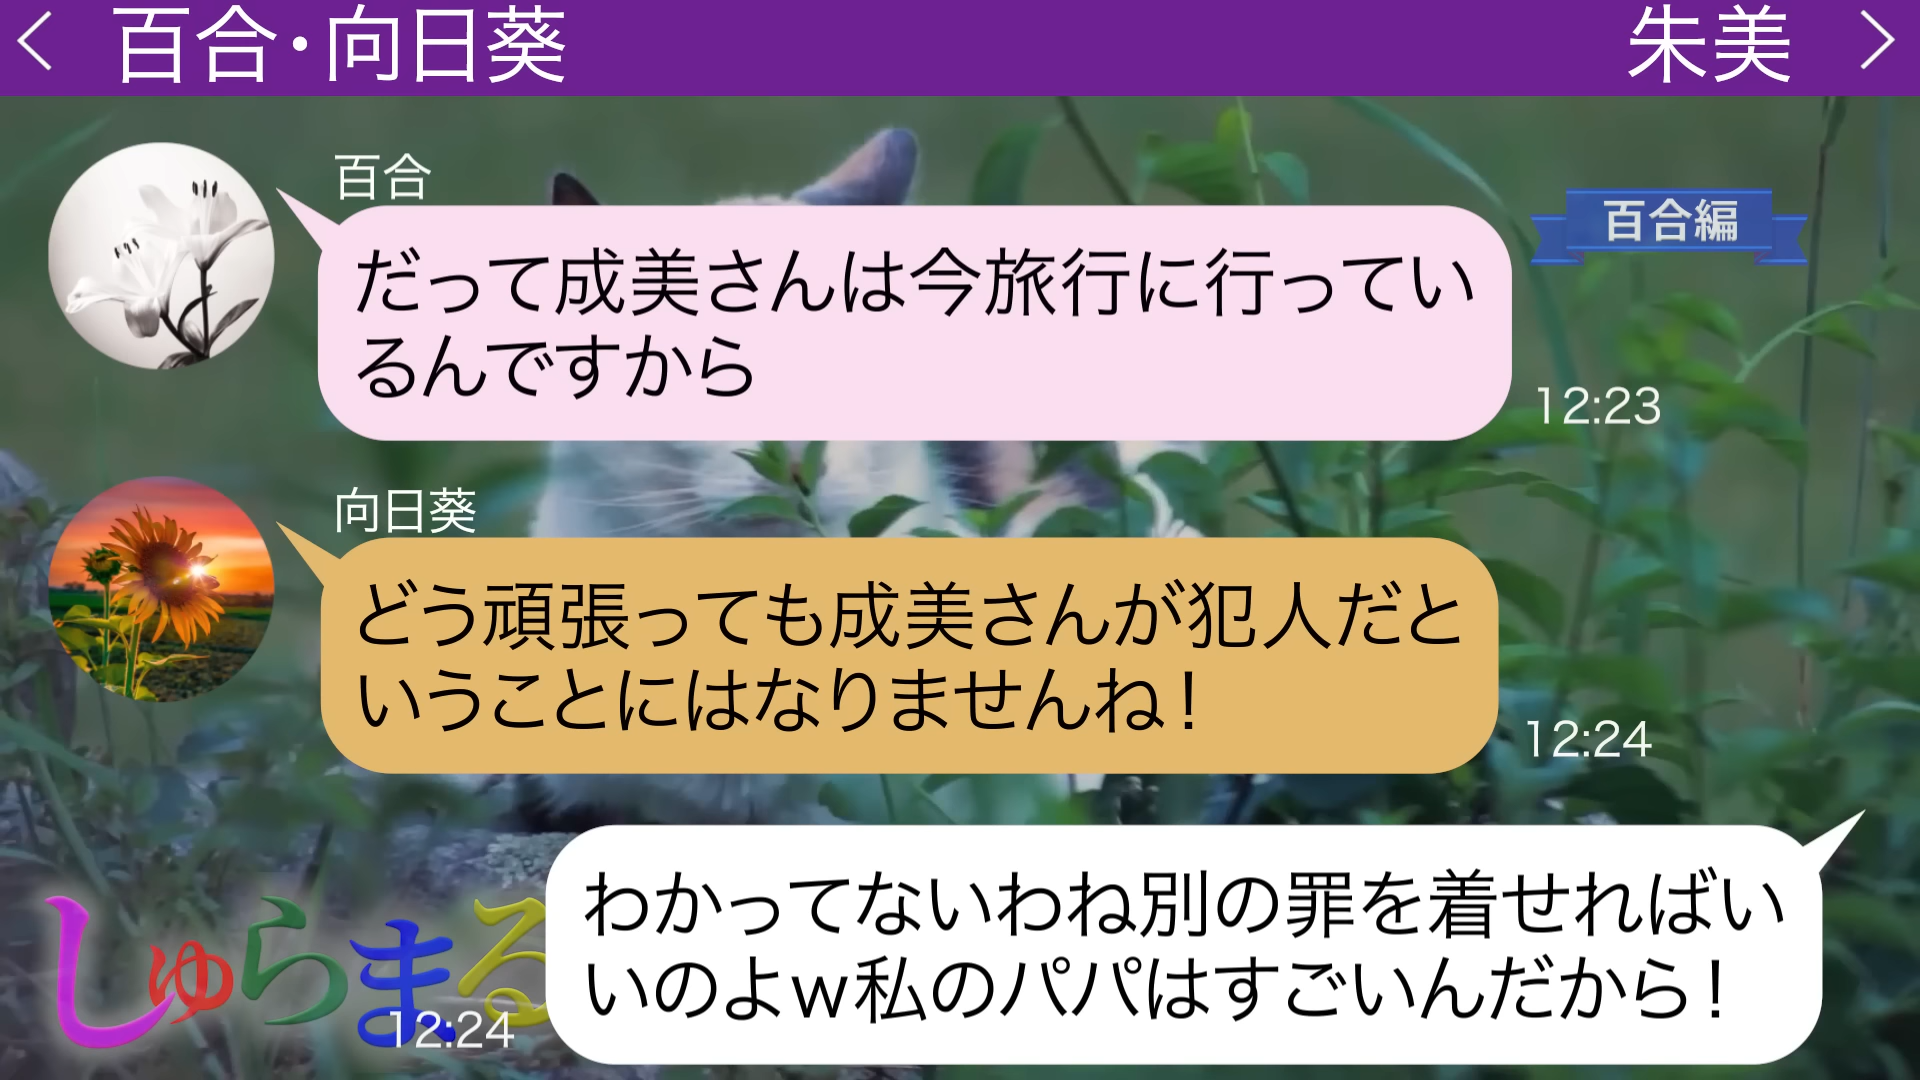 百合・向日葵
朱美
百合
百合編
だって成美さんは今旅行に行ってい
るんですから
12:23
向日葵
どう頑張っても成美さんが犯人だと
いうことにはなりませんね！
12:24
わかってないわね別の罪を着せればい
いのよw私のパパはすごいんだから！
12:24
しゅらまる